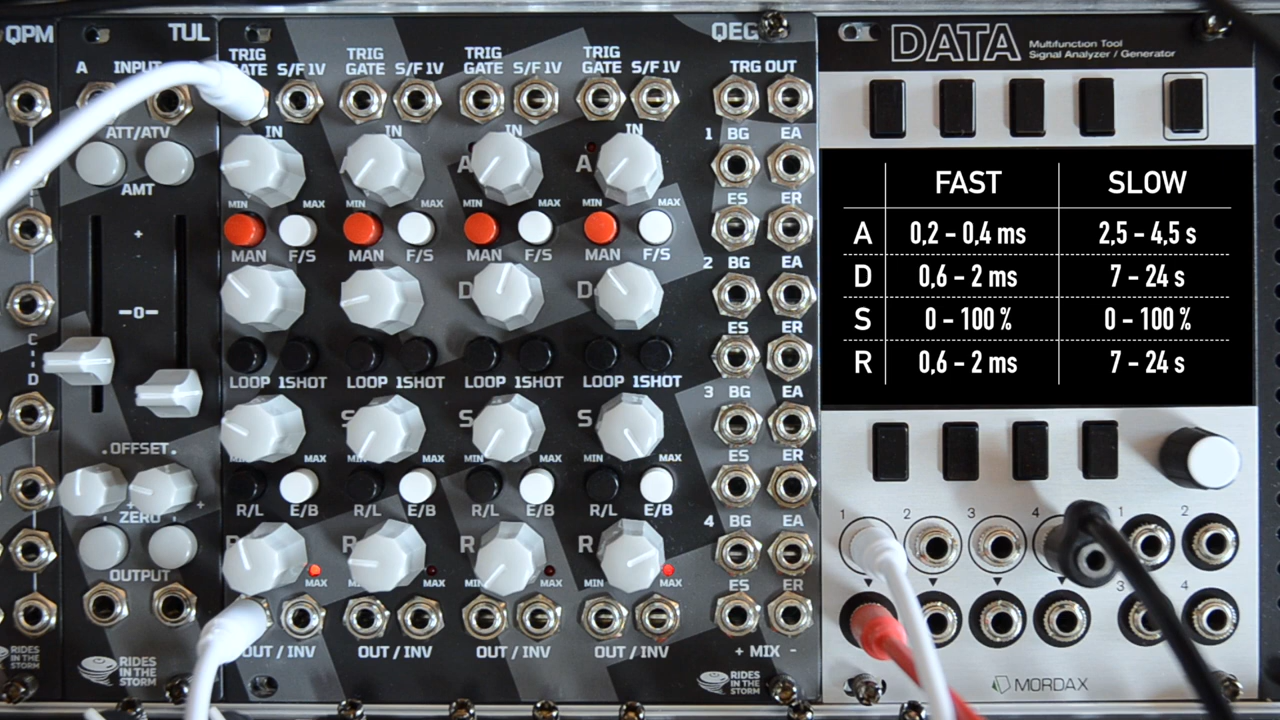 QPM
TUL
A INPUT
ATT/ATV
AMT
+
-
—0—
C::D
.OFFSET.
+ +
ZERO
OUTPUT
RIDES
IN THE
STORM
RIDES
IN THE
STORM
QEG
TRIG
GATE S/F 1V
TRIG
GATE S/F 1V
TRIG
GATE S/F 1V
TRIG
GATE S/F 1V
TRG OUT
IN IN IN IN
A A
MIN MAX MIN MAX MIN MAX MIN MAX
MAN F/S MAN F/S MAN F/S MAN F/S
D D
LOOP 1SHOT LOOP 1SHOT LOOP 1SHOT LOOP 1SHOT
S S S
MIN MAX MIN MAX MIN MAX MIN MAX
R/L E/B R/L E/B R/L E/B R/L E/B
R R R R
MAX MIN MAX MIN MAX MIN MAX
OUT / INV OUT / INV OUT / INV OUT / INV
1 BG EA
ES ER
2 BG EA
ES ER
3 BG EA
ES ER
4 BG EA
ES ER
+ MIX -
RIDES
IN THE
STORM
DATA
Multifunction Tool
Signal Analyzer / Generator
FAST SLOW
A 0,2 – 0,4 ms 2,5 – 4,5 s
D 0,6 – 2 ms 7 – 24 s
S 0 – 100 % 0 – 100 %
R 0,6 – 2 ms 7 – 24 s
1 2 3 4 1 2
3 4
MORDAX